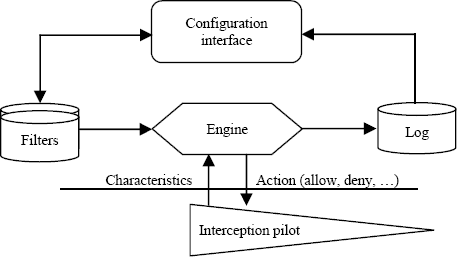 Configuration
interface
Filters
Engine
Log
Characteristics
Action (allow, deny, …)
Interception pilot